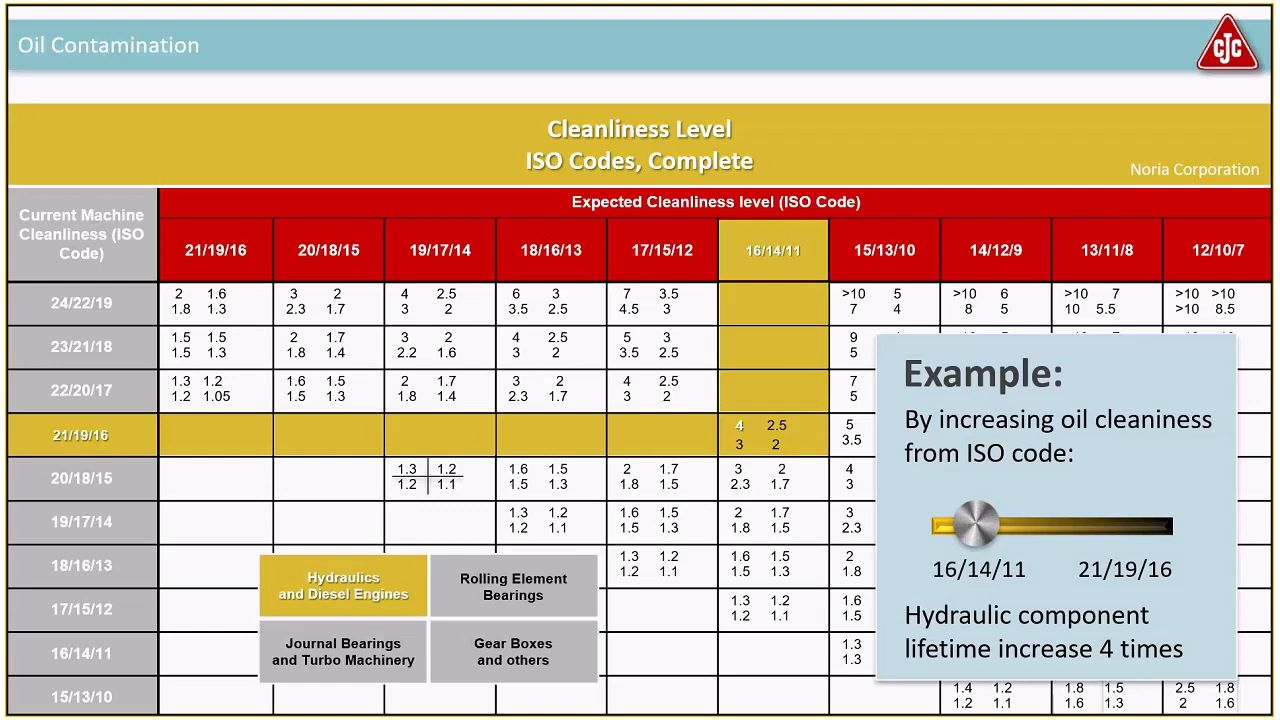 Oil Contamination
CJC
Cleanliness Level
ISO Codes, Complete
Noria Corporation
Current Machine
Cleanliness (ISO
Code)
Expected Cleanliness level (ISO Code)
21/19/16 20/18/15 19/17/14 18/16/13 17/15/12 16/14/11 15/13/10 14/12/9 13/11/8 12/10/7
24/22/19
2 1.6 3 2 4 2.5 6 3 7 3.5 >10 5 >10 6 >10 7 >10 >10
1.8 1.3 2.3 1.7 3 2 3.5 2.5 4.5 3 7 4 8 5 10 5.5 >10 8.5
23/21/18
1.5 1.5 2 1.7 3 2 4 2.5 5 3 9
1.5 1.3 1.8 1.4 2.2 1.6 3 2 3.5 2.5 5
22/20/17
1.3 1.2 1.6 1.5 2 1.7 3 2 4 2.5 7
1.2 1.05 1.5 1.3 1.8 1.4 2.3 1.7 3 2 5
21/19/16
4 2.5 5
3 2 3.5
20/18/15
1.3 1.2 1.6 1.5 2 1.7 3 2 4
1.2 1.1 1.5 1.3 1.8 1.5 2.3 1.7 3
19/17/14
1.3 1.2 1.6 1.5 2 1.7 3
1.2 1.1 1.5 1.3 1.8 1.5 2.3
18/16/13
1.3 1.2 1.6 1.5 2
1.2 1.1 1.5 1.3 1.8
17/15/12
1.3 1.2 1.6
1.2 1.1 1.5
16/14/11
1.3
1.3
15/13/10
1.4 1.2 1.8 1.5 2.5 1.8
1.2 1.1 1.6 1.3 2 1.6
Hydraulics
and Diesel Engines
Rolling Element
Bearings
Journal Bearings
and Turbo Machinery
Gear Boxes
and others
Example:
By increasing oil cleaniness
from ISO code:
16/14/11 21/19/16
Hydraulic component
lifetime increase 4 times